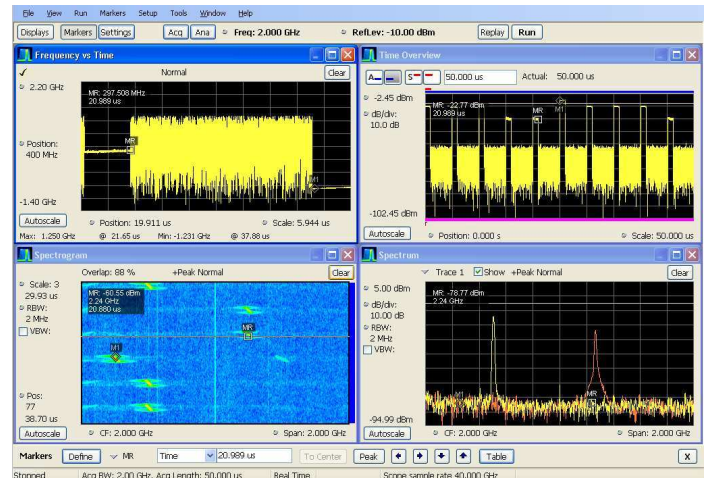 File View Run Markers Setup Tools Window Help
Displays Markers Settings Acq Ana Freq: 2.000 GHz RefLev: -10.00 dBm Replay Run
Frequency vs Time
Normal Clear
2.20 GHz
MR: 297.508 MHz
20.989 us
Position:
400 MHz
MR
M1
-1.40 GHz
Autoscale Position: 19.911 us Scale: 5.944 us
Max: 1.250 GHz @ 21.65 us Min: -1.231 GHz @ 37.88 us
Time Overview
A S 50.000 us Actual: 50.000 us
-2.45 dBm
MR: -22.77 dBm
20.989 us
dB/div:
10.0 dB
MR M1
-102.45 dBm
Autoscale Position: 0.000 s Scale: 50.000 us
Spectrogram
Overlap: 88 % +Peak Normal Clear
Scale: 3
29.93 us
MR: -60.55 dBm
2.24 GHz
20.880 us
RBW:
2 MHz
VBW:
MR
M1
Pos:
77
38.70 us
Autoscale CF: 2.000 GHz Span: 2.000 GHz
Spectrum
Trace 1 Show +Peak Normal Clear
5.00 dBm
MR: -78.77 dBm
2.24 GHz
dB/div:
10.00 dB
RBW:
2 MHz
VBW:
M1 MR
-94.99 dBm
Autoscale CF: 2.000 GHz Span: 2.000 GHz
Markers Define MR Time 20.989 us To Center Peak Table X
Stopped Acq BW: 2.00 GHz, Acq Length: 50.000 us Real Time Scope sample rate 40.000 GHz